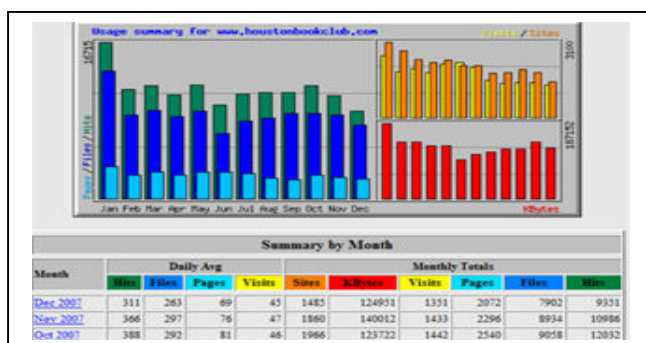 Usage summary for www.houstonbookclub.com
Visits / Sites
16715
3100
Pages / Files / Hits
187152
Jan Feb Mar Apr May Jun Jul Aug Sep Oct Nov Dec
KBytes
Summary by Month
Month Daily Avg Monthly Totals
Hits Files Pages Visits Sites KBytes Visits Pages Files Hits
Dec 2007 311 263 69 45 1485 124951 1351 2072 7902 9351
Nov 2007 366 297 76 47 1860 140012 1433 2296 8934 10986
Oct 2007 388 292 81 46 1966 123722 1442 2540 9058 12032